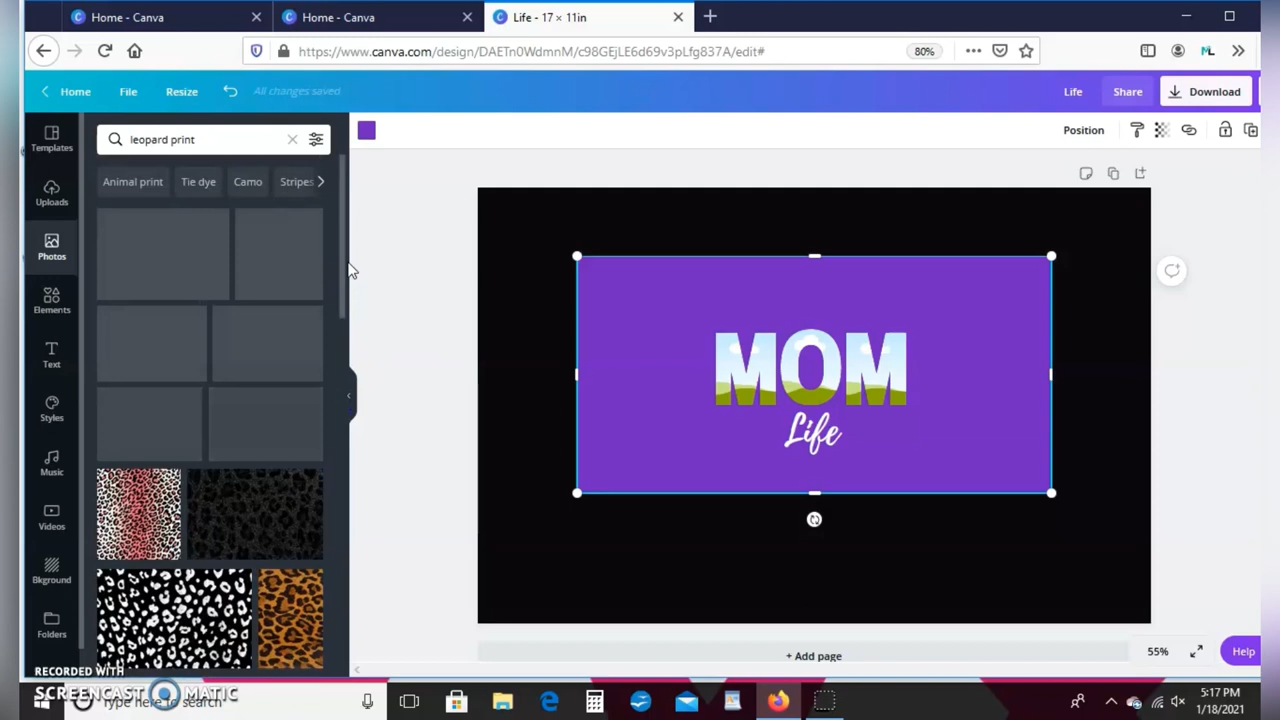 Home - Canva
Home - Canva
Life - 17 × 11in
https://www.canva.com/design/DAETn0WdmnM/c98GEjLE6d69v3pLfg837A/edit#
80%
Home
File
Resize
All changes saved
Life
Share
Download
Templates
leopard print
Position
Animal print
Tie dye
Camo
Stripes
Uploads
Photos
Elements
Text
Styles
Music
Videos
Bkground
Folders
MOM
Life
+ Add page
55%
Help
RECORDED WITH
SCREENCAST MATIC
Type here to search
5:17 PM
1/18/2021